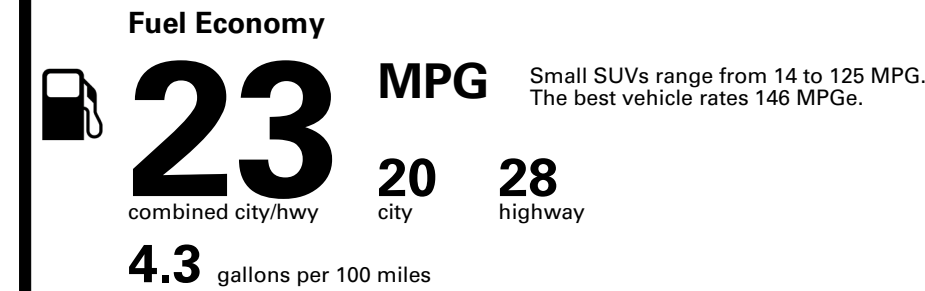 Fuel Economy
23 MPG
Small SUVs range from 14 to 125 MPG.
The best vehicle rates 146 MPGe.
20 28
combined city/hwy city highway
4.3 gallons per 100 miles